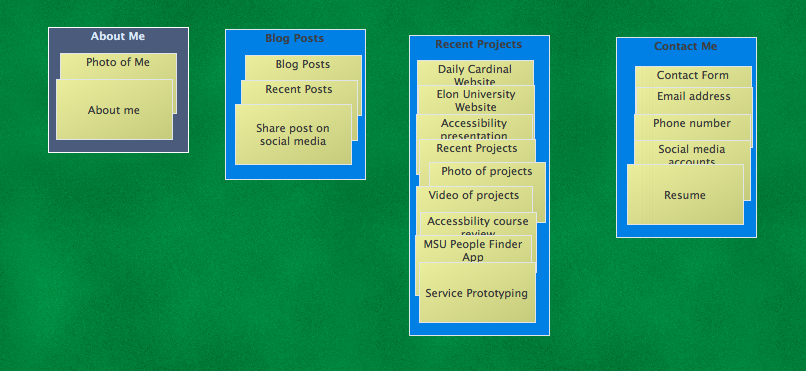 About Me
Photo of Me
About me
Blog Posts
Blog Posts
Recent Posts
Share post on
social media
Recent Projects
Daily Cardinal
Website
Elon University
Website
Accessibility
presentation
Recent Projects
Photo of projects
Video of projects
Accessbility course
review
MSU People Finder
App
Service Prototyping
Contact Me
Contact Form
Email address
Phone number
Social media
accounts
Resume